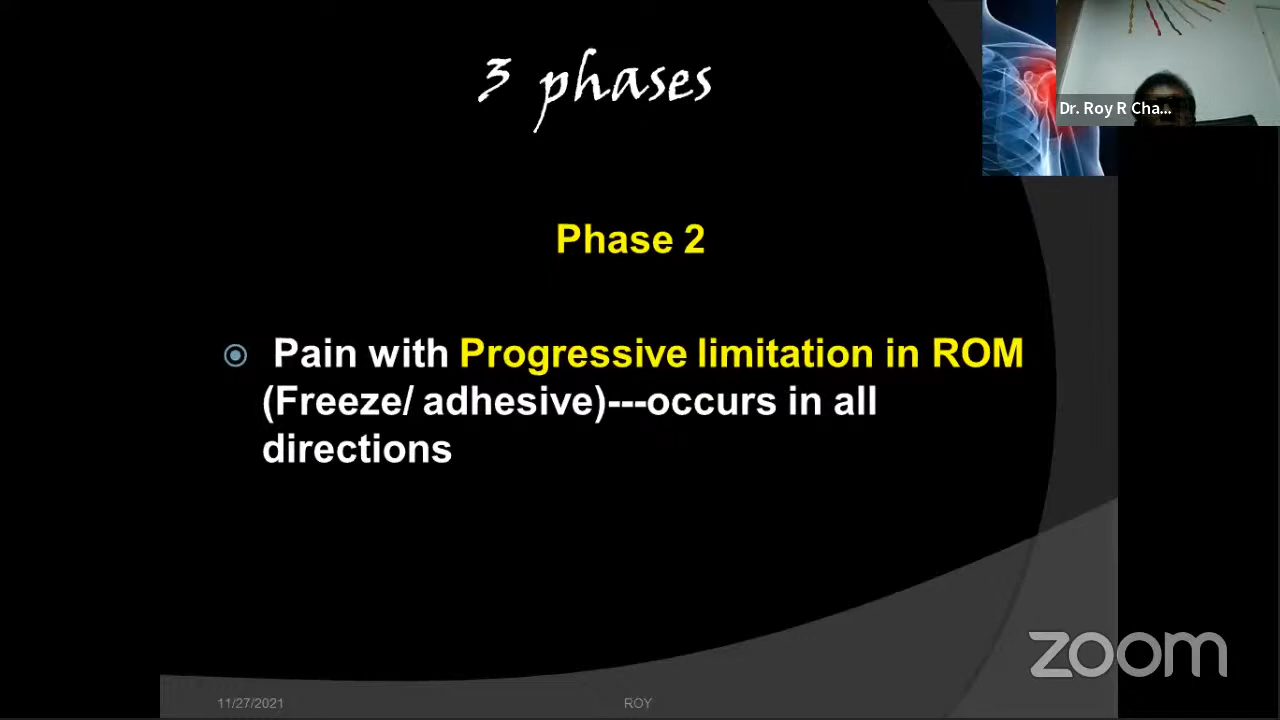 3 phases
Dr. Roy R Cha...
Phase 2
Pain with Progressive limitation in ROM
(Freeze/ adhesive)---occurs in all
directions
zoom
11/27/2021
ROY